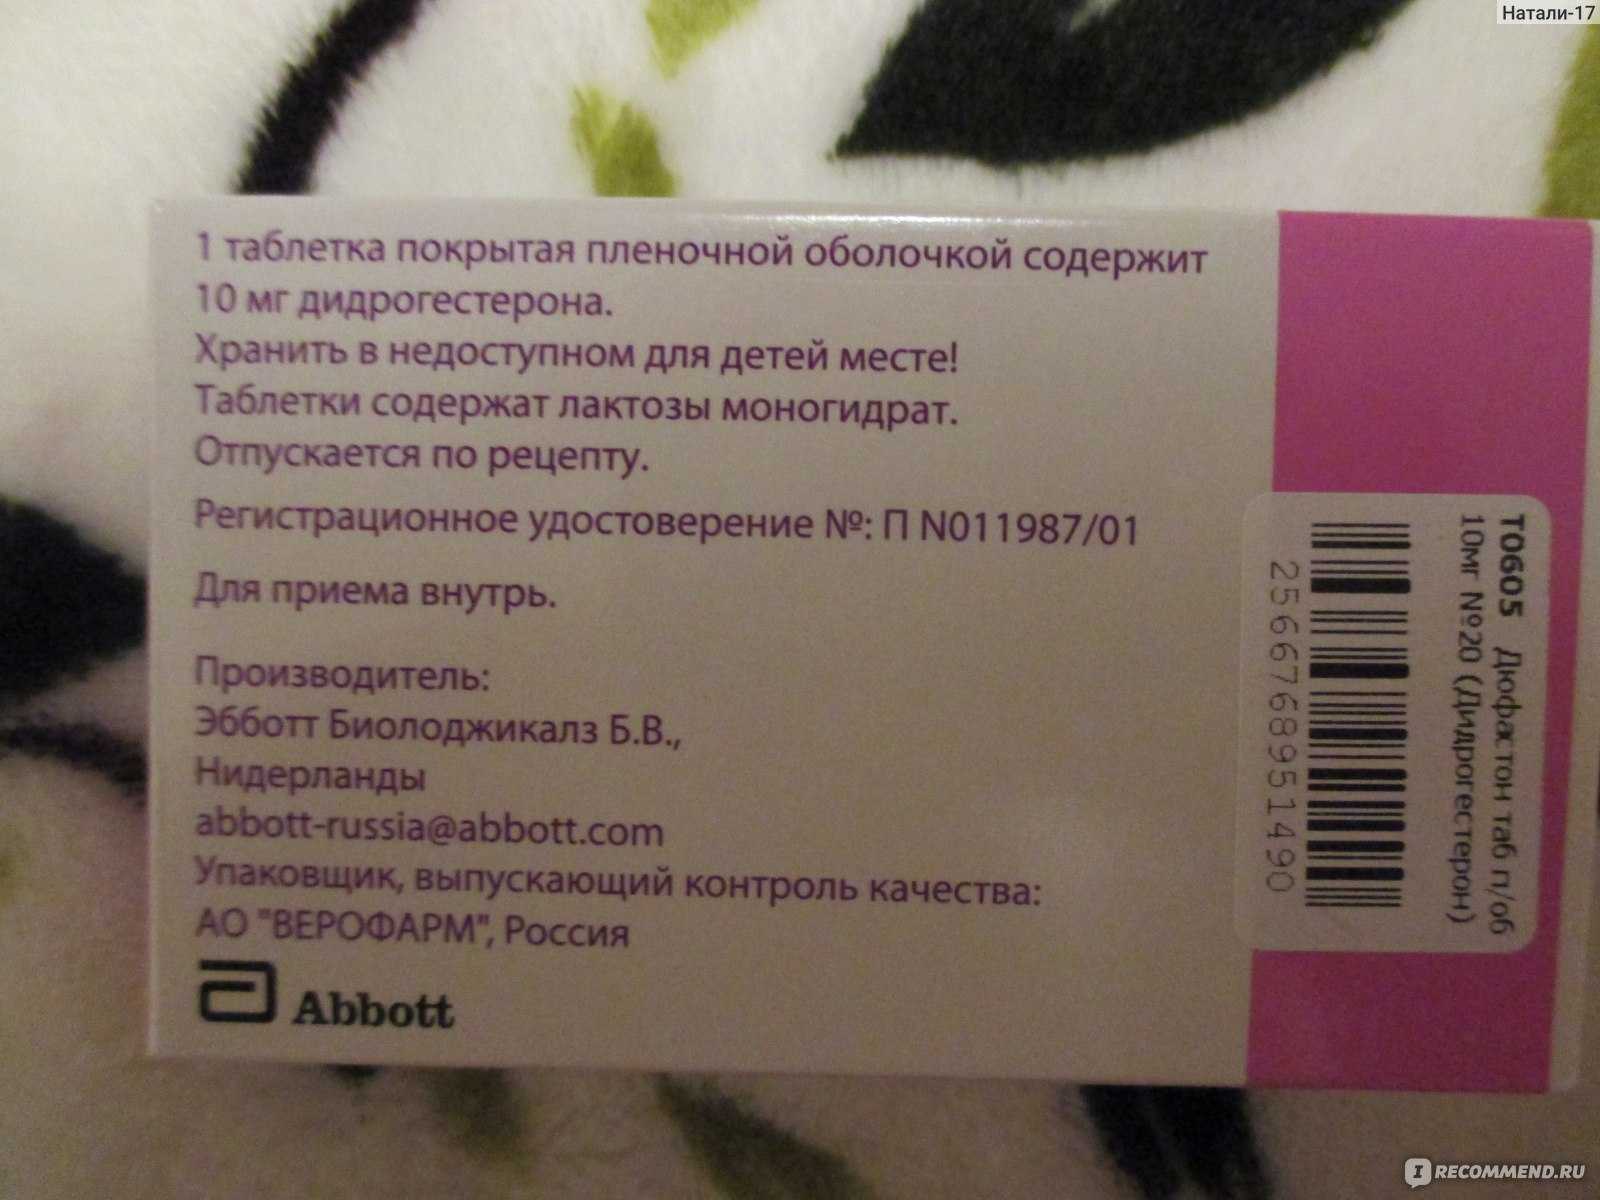 Натали-17
1 таблетка покрытая пленочной оболочкой содержит
10 мг дидрогестерона.
Хранить в недоступном для детей месте!
Таблетки содержат лактозы моногидрат.
Отпускается по рецепту.
Регистрационное удостоверение №: П N011987/01
Для приема внутрь.
Производитель:
Эбботт Биолоджикалз Б.В.,
Нидерланды
abbott-russia@abbott.com
Упаковщик, выпускающий контроль качества:
АО "ВЕРОФАРМ", Россия
Abbott
Т0605 Дюфастон таб п/об
10мг №20 (Дидрогестерон)
2566768951490
IRECOMMEND.RU